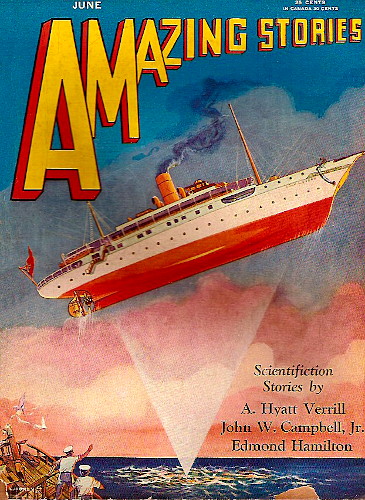 JUNE
25 CENTS
IN CANADA 30 CENTS
AMAZING STORIES
Scientifiction
Stories by
A. Hyatt Verrill
John W. Campbell, Jr.
Edmond Hamilton